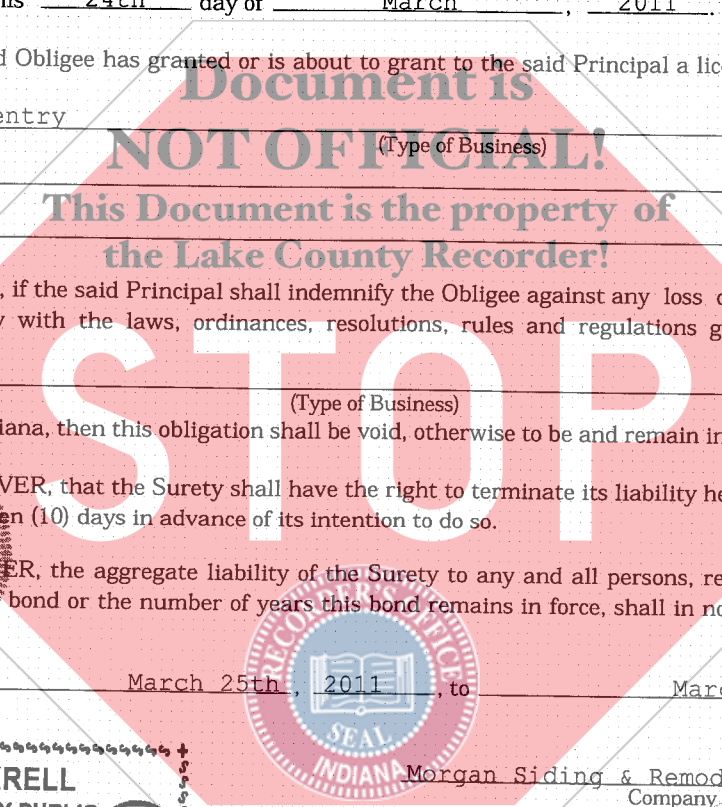 24th day of March , 2011 .
d Obligee has granted or is about to grant to the said Principal a lice
Document is
entry
NOT OFFICIAL!
(Type of Business)
This Document is the property of
the Lake County Recorder!
, if the said Principal shall indemnify the Obligee against any loss
y with the laws, ordinances, resolutions, rules and regulations g
STOP
(Type of Business)
iana, then this obligation shall be void, otherwise to be and remain in
VER, that the Surety shall have the right to terminate its liability he
en (10) days in advance of its intention to do so.
ER, the aggregate liability of the Surety to any and all persons, re
bond or the number of years this bond remains in force, shall in no
RECORDER'S OFFICE
March 25th , 2011 , to Marc
SEAL
INDIANA
RELL
Morgan Siding & Remod
Company